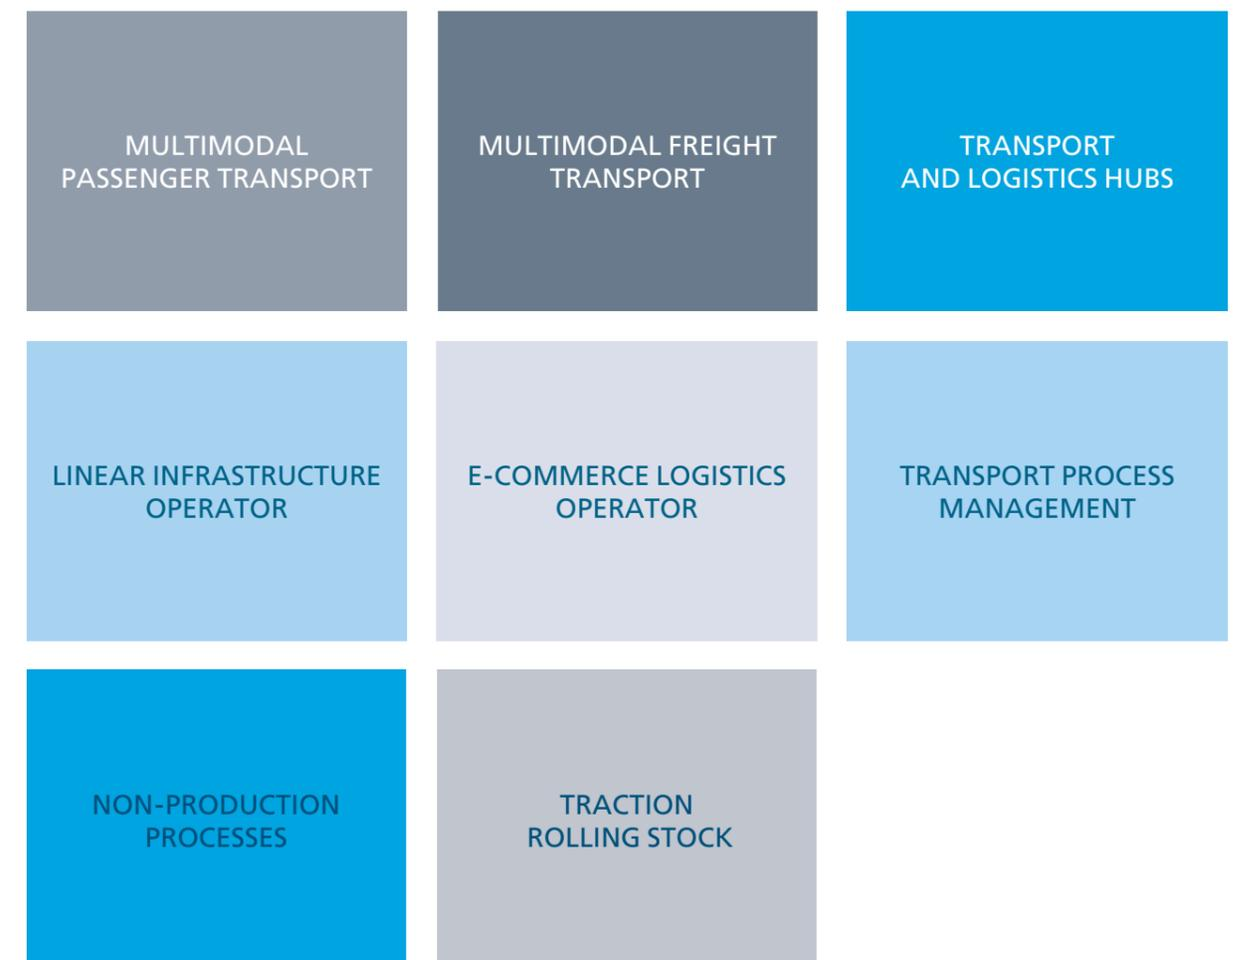 MULTIMODAL
PASSENGER TRANSPORT
MULTIMODAL FREIGHT
TRANSPORT
TRANSPORT
AND LOGISTICS HUBS
LINEAR INFRASTRUCTURE
OPERATOR
E-COMMERCE LOGISTICS
OPERATOR
TRANSPORT PROCESS
MANAGEMENT
NON-PRODUCTION
PROCESSES
TRACTION
ROLLING STOCK